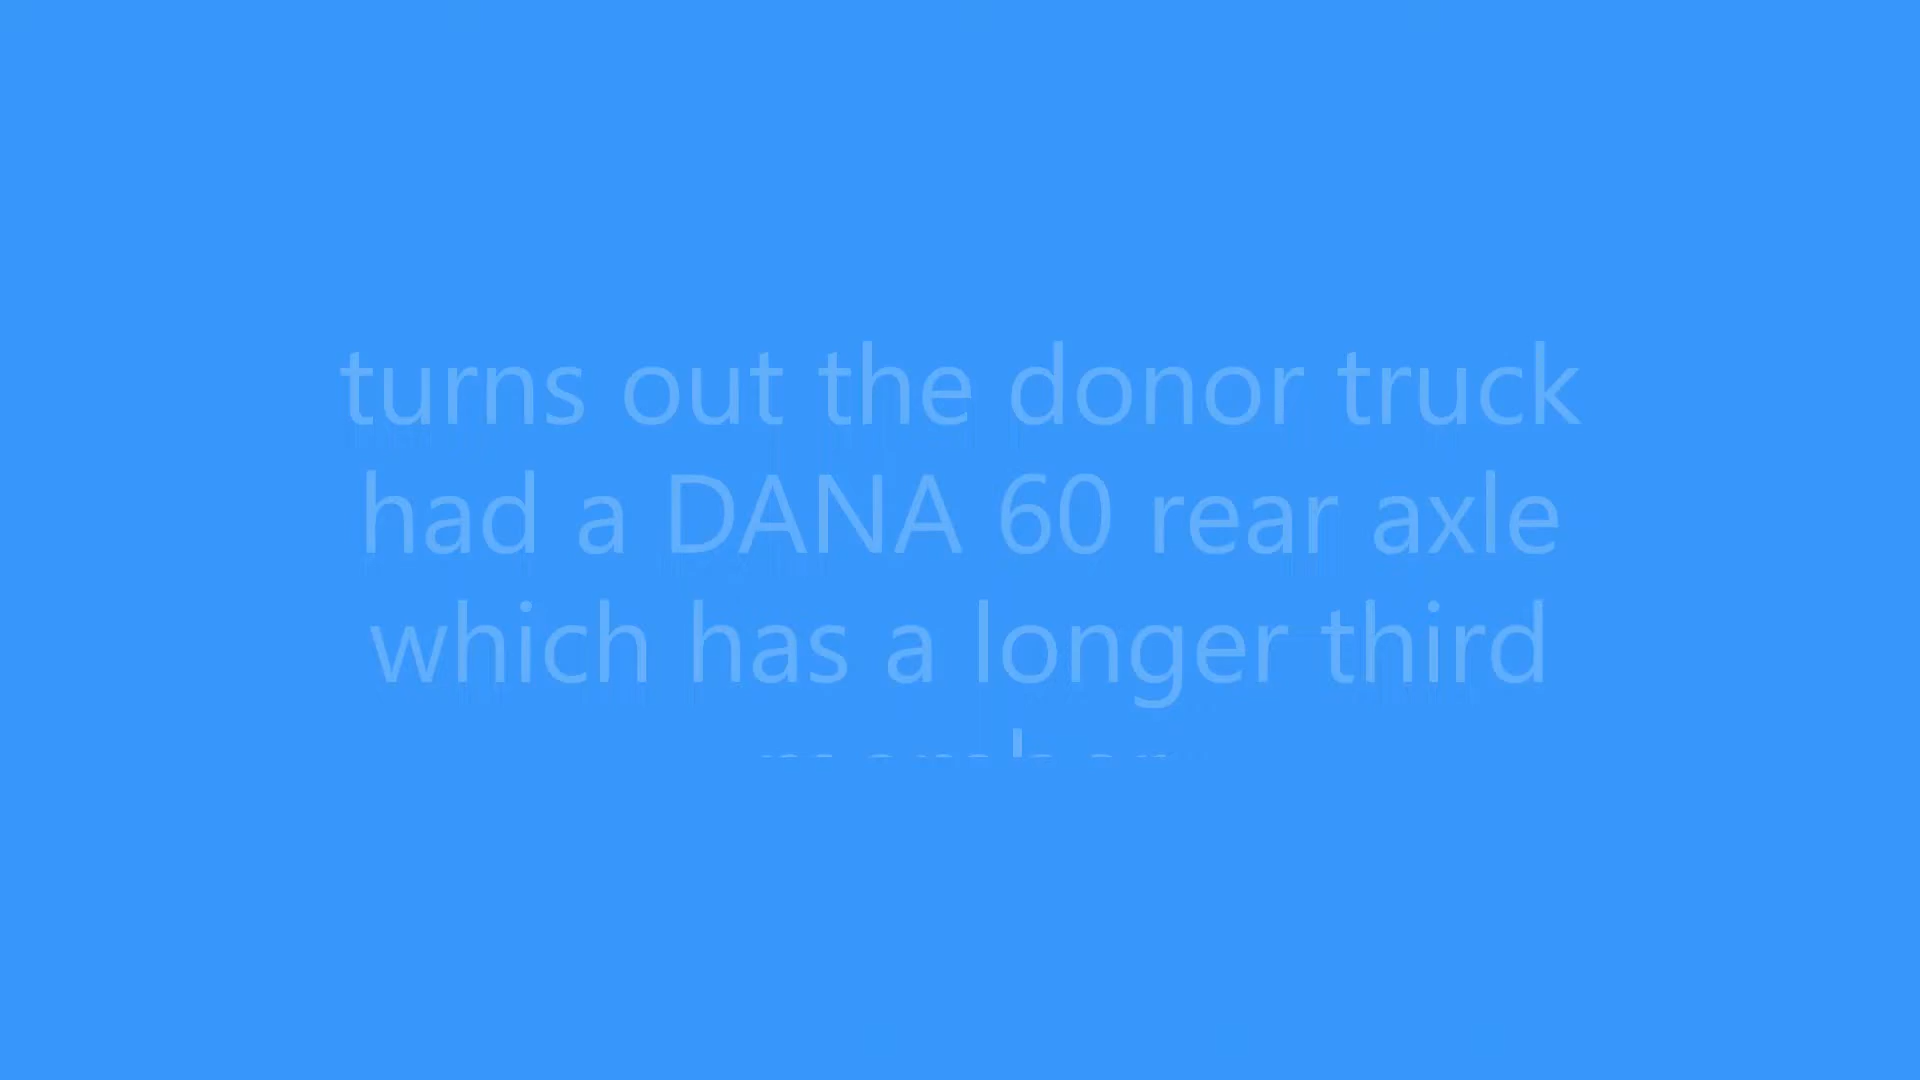 turns out the donor truck
had a DANA 60 rear axle
which has a longer third